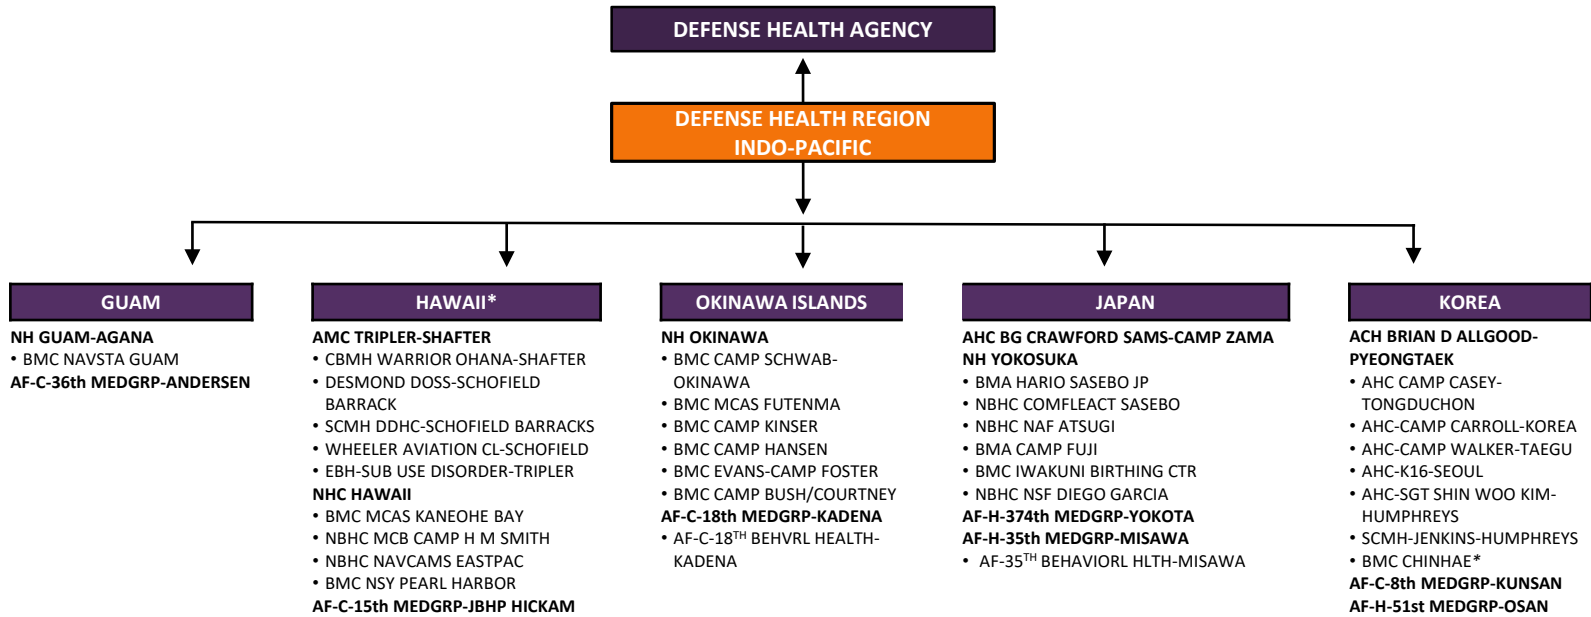 DEFENSE HEALTH AGENCY
DEFENSE HEALTH REGION
INDO-PACIFIC
GUAM
NH GUAM-AGANA
• BMC NAVSTA GUAM
AF-C-36th MEDGRP-ANDERSEN
HAWAII*
AMC TRIPLER-SHAFTER
• CBMH WARRIOR OHANA-SHAFTER
• DESMOND DOSS-SCHOFIELD
BARRACK
• SCMH DDHC-SCHOFIELD BARRACKS
• WHEELER AVIATION CL-SCHOFIELD
• EBH-SUB USE DISORDER-TRIPLER
NHC HAWAII
• BMC MCAS KANEOHE BAY
• NBHC MCB CAMP H M SMITH
• NBHC NAVCAMS EASTPAC
• BMC NSY PEARL HARBOR
AF-C-15th MEDGRP-JBHP HICKAM
OKINAWA ISLANDS
NH OKINAWA
• BMC CAMP SCHWAB-
OKINAWA
• BMC MCAS FUTENMA
• BMC CAMP KINSER
• BMC CAMP HANSEN
• BMC EVANS-CAMP FOSTER
• BMC CAMP BUSH/COURTNEY
AF-C-18th MEDGRP-KADENA
• AF-C-18TH BEHVRL HEALTH-
KADENA
JAPAN
AHC BG CRAWFORD SAMS-CAMP ZAMA
NH YOKOSUKA
• BMA HARIO SASEBO JP
• NBHC COMFLEACT SASEBO
• NBHC NAF ATSUGI
• BMA CAMP FUJI
• BMC IWAKUNI BIRTHING CTR
• NBHC NSF DIEGO GARCIA
AF-H-374th MEDGRP-YOKOTA
AF-H-35th MEDGRP-MISAWA
• AF-35TH BEHAVIORL HLTH-MISAWA
KOREA
ACH BRIAN D ALLGOOD-
PYEONGTAEK
• AHC CAMP CASEY-
TONGDUCHON
• AHC-CAMP CARROLL-KOREA
• AHC-CAMP WALKER-TAEGU
• AHC-K16-SEOUL
• AHC-SGT SHIN WOO KIM-
HUMPHREYS
• SCMH-JENKINS-HUMPHREYS
• BMC CHINHAE*
AF-C-8th MEDGRP-KUNSAN
AF-H-51st MEDGRP-OSAN